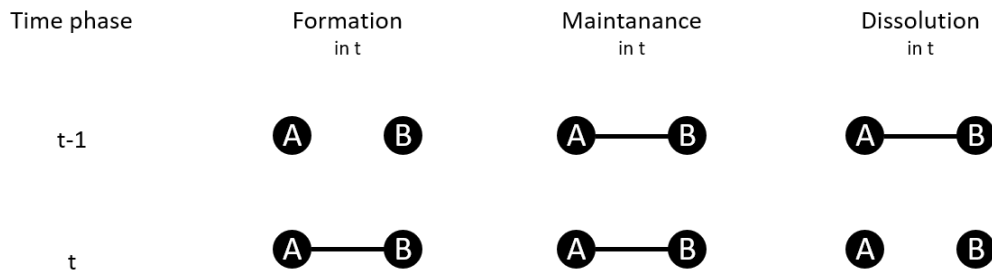 Time phase Formation Maintanance Dissolution
in t in t in t
t-1 A B A B A B
t A B A B A B